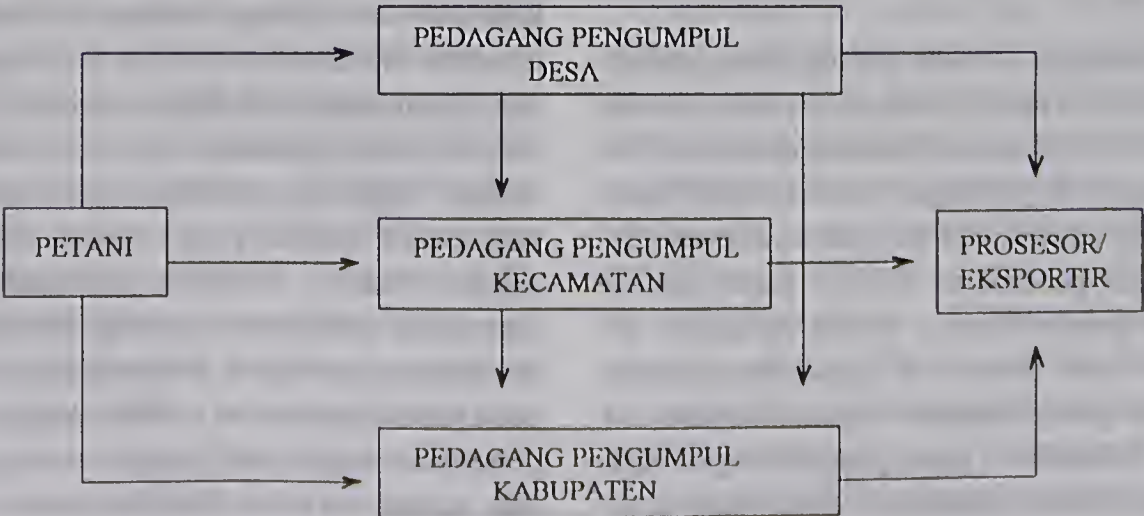 PEDAGANG PENGUMPUL
DESA
PETANI
PEDAGANG PENGUMPUL
KECAMATAN
PROSESOR/
EKSPORTIR
PEDAGANG PENGUMPUL
KABUPATEN